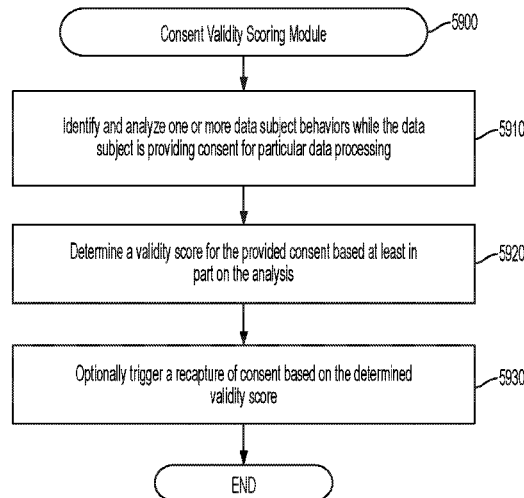 Consent Validity Scoring Module
5900
Identify and analyze one or more data subject behaviors while the data
subject is providing consent for particular data processing
5910
Determine a validity score for the provided consent based at least in
part on the analysis
5920
Optionally trigger a recapture of consent based on the determined
validity score
5930
END